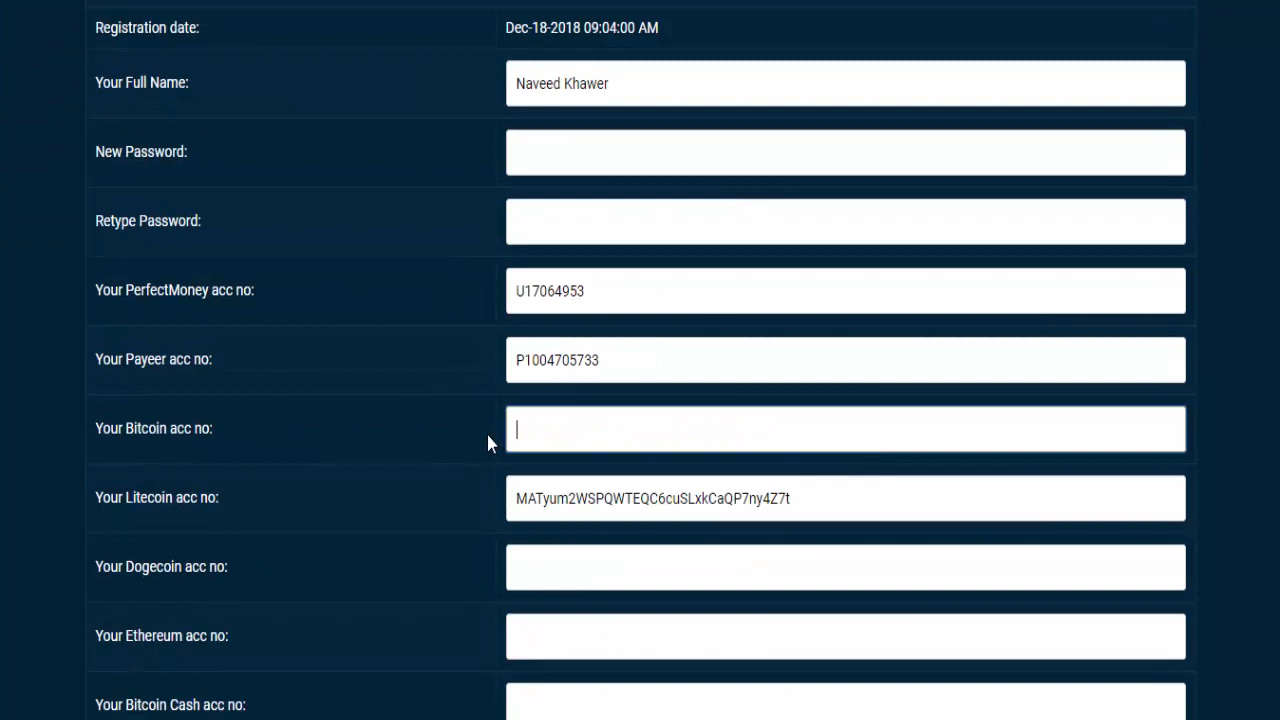 Registration date: Dec-18-2018 09:04:00 AM
Your Full Name: Naveed Khawer
New Password:
Retype Password:
Your PerfectMoney acc no: U17064953
Your Payeer acc no: P1004705733
Your Bitcoin acc no:
Your Litecoin acc no: MATyum2WSPQWTEQC6cuSLxkCaQP7ny4Z7t
Your Dogecoin acc no:
Your Ethereum acc no:
Your Bitcoin Cash acc no: